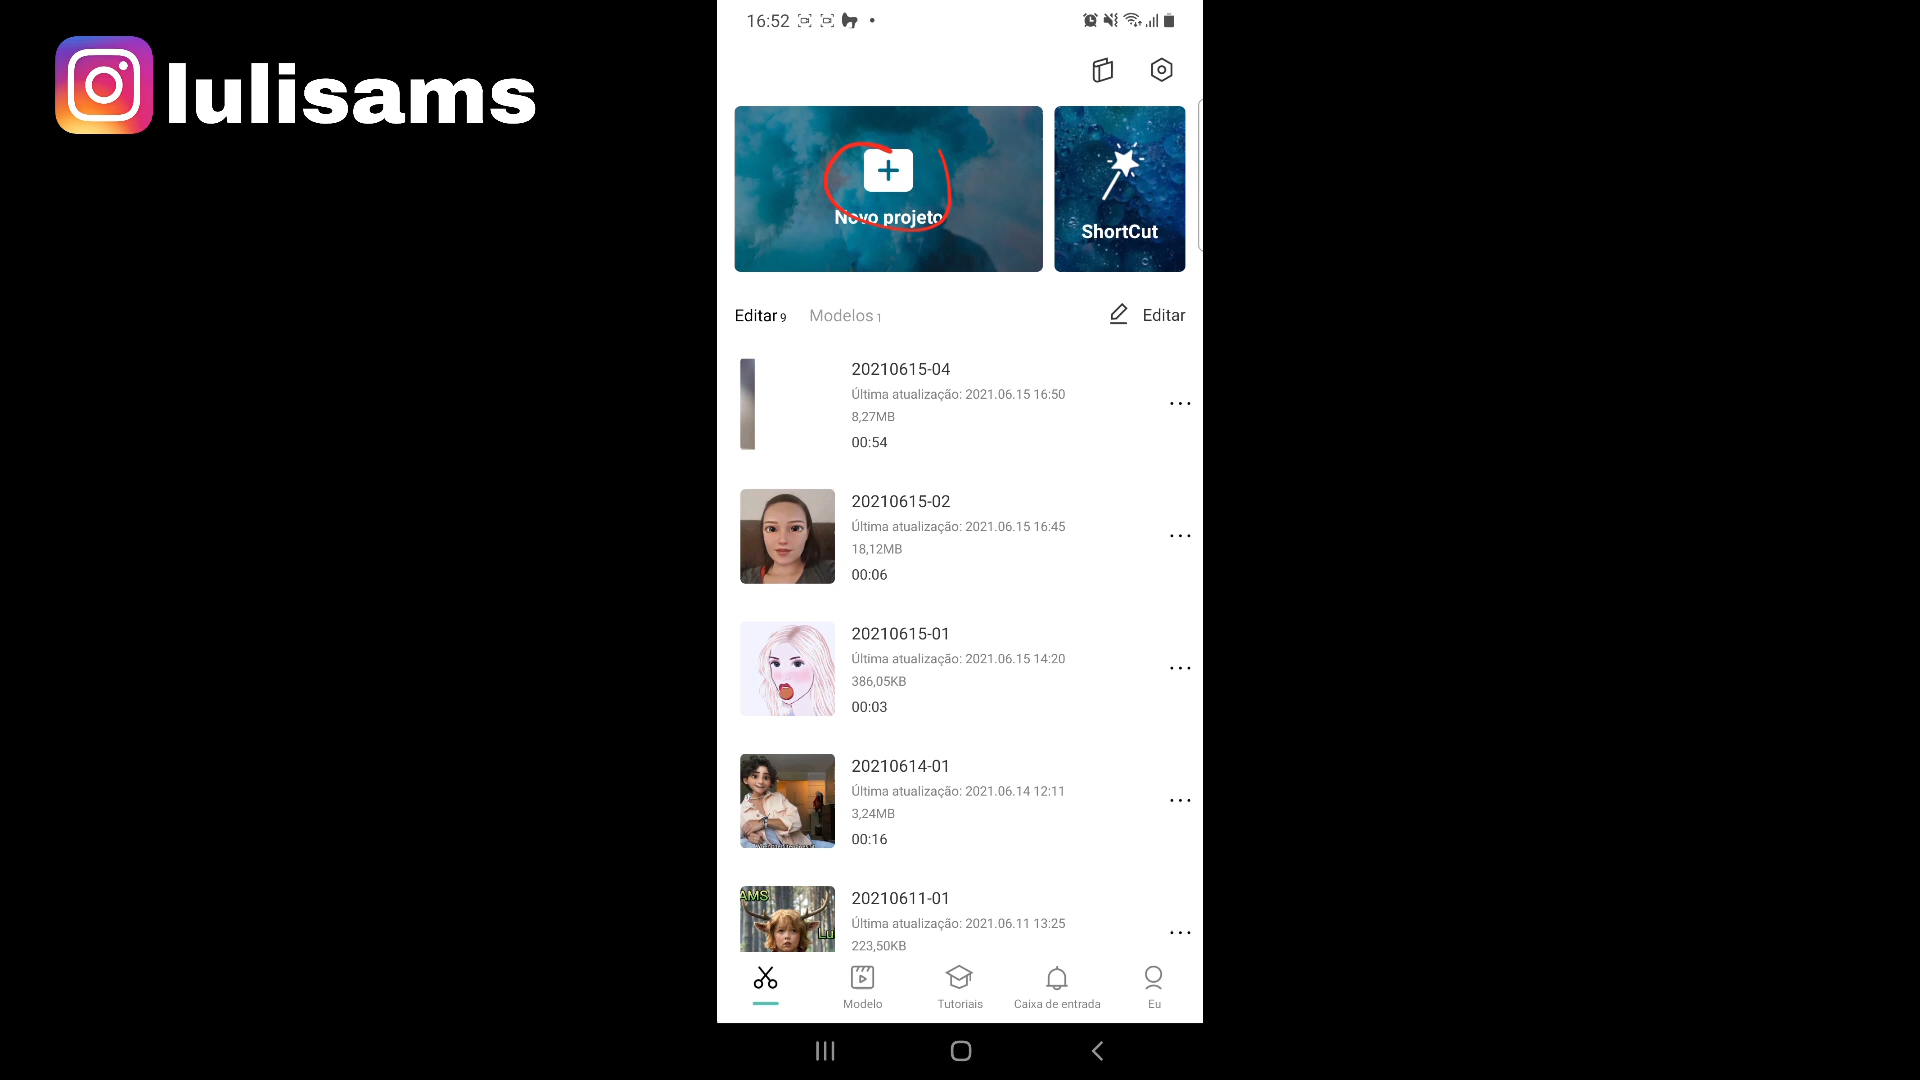 lulisams
16:52
Novo projeto
ShortCut
Editar 9
Modelos 1
Editar
20210615-04
Última atualização: 2021.06.15 16:50
8,27MB
00:54
20210615-02
Última atualização: 2021.06.15 16:45
18,12MB
00:06
20210615-01
Última atualização: 2021.06.15 14:20
386,05KB
00:03
20210614-01
Última atualização: 2021.06.14 12:11
3,24MB
00:16
AMS
Lu
20210611-01
Última atualização: 2021.06.11 13:25
223,50KB
Modelo
Tutoriais
Caixa de entrada
Eu